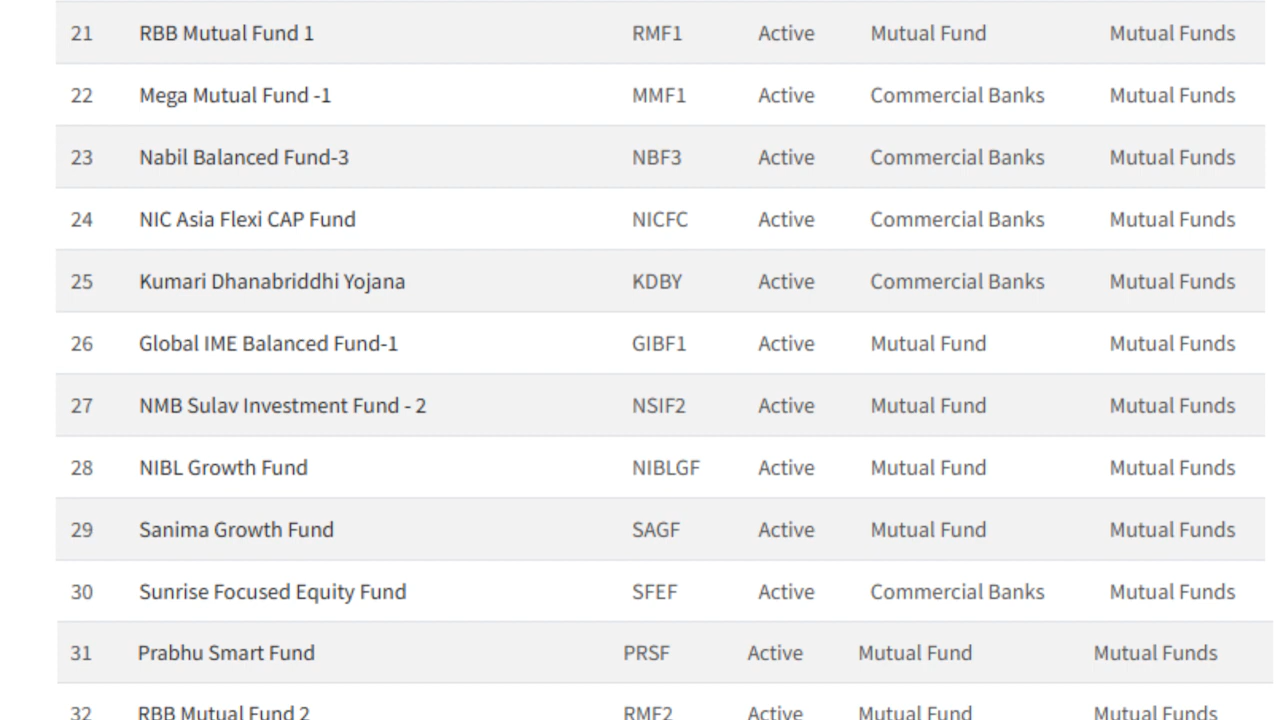 21 RBB Mutual Fund 1 RMF1 Active Mutual Fund Mutual Funds
22 Mega Mutual Fund -1 MMF1 Active Commercial Banks Mutual Funds
23 Nabil Balanced Fund-3 NBF3 Active Commercial Banks Mutual Funds
24 NIC Asia Flexi CAP Fund NICFC Active Commercial Banks Mutual Funds
25 Kumari Dhanabriddhi Yojana KDBY Active Commercial Banks Mutual Funds
26 Global IME Balanced Fund-1 GIBF1 Active Mutual Fund Mutual Funds
27 NMB Sulav Investment Fund - 2 NSIF2 Active Mutual Fund Mutual Funds
28 NIBL Growth Fund NIBLGF Active Mutual Fund Mutual Funds
29 Sanima Growth Fund SAGF Active Mutual Fund Mutual Funds
30 Sunrise Focused Equity Fund SFEF Active Commercial Banks Mutual Funds
31 Prabhu Smart Fund PRSF Active Mutual Fund Mutual Funds
32 RBB Mutual Fund 2 RMF2 Active Mutual Fund Mutual Funds